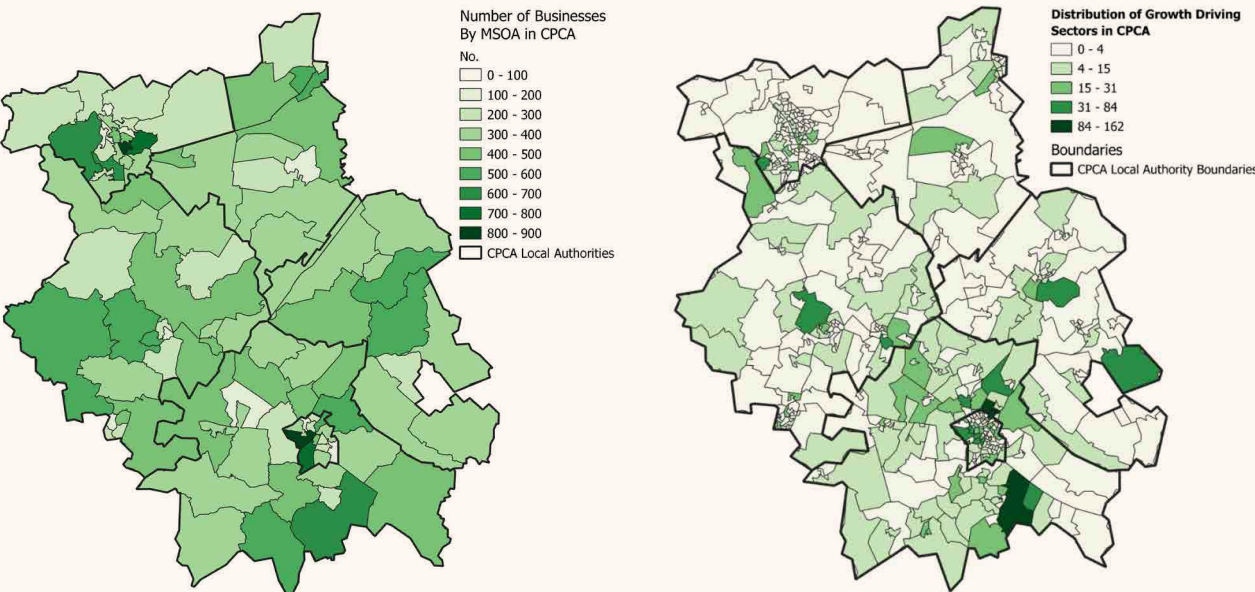 Number of Businesses
By MSOA in CPCA
No.
0 - 100
100 - 200
200 - 300
300 - 400
400 - 500
500 - 600
600 - 700
700 - 800
800 - 900
CPCA Local Authorities
Distribution of Growth Driving
Sectors in CPCA
0 - 4
4 - 15
15 - 31
31 - 84
84 - 162
Boundaries
CPCA Local Authority Boundaries